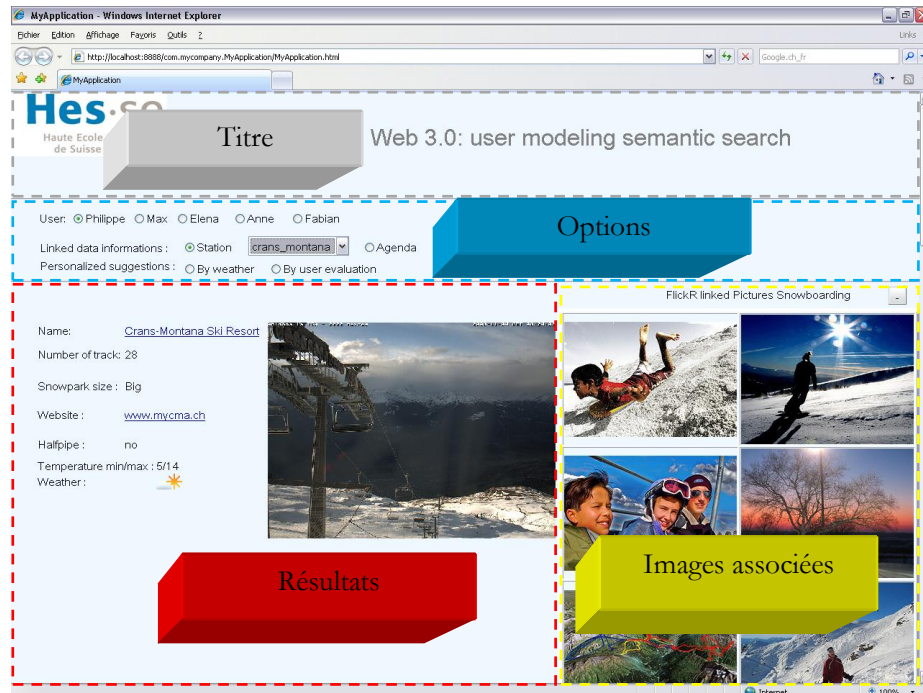 MyApplication - Windows Internet Explorer
Fichier Edition Affichage Favoris Outils ?
Links
http://localhost:8888/com.mycompany.MyApplication/MyApplication.html
Google.ch_fr
MyApplication
Hes·so
Haute Ecole
de Suisse
Titre
Web 3.0: user modeling semantic search
User: Philippe Max Elena Anne Fabian
Options
Linked data informations : Station crans_montana Agenda
Personalized suggestions : By weather By user evaluation
FlickR linked Pictures Snowboarding
Name: Crans-Montana Ski Resort
Number of track: 28
Snowpark size : Big
Website : www.mycma.ch
Halfpipe : no
Temperature min/max : 5/14
Weather :
Résultats
Images associées
Internet 100%